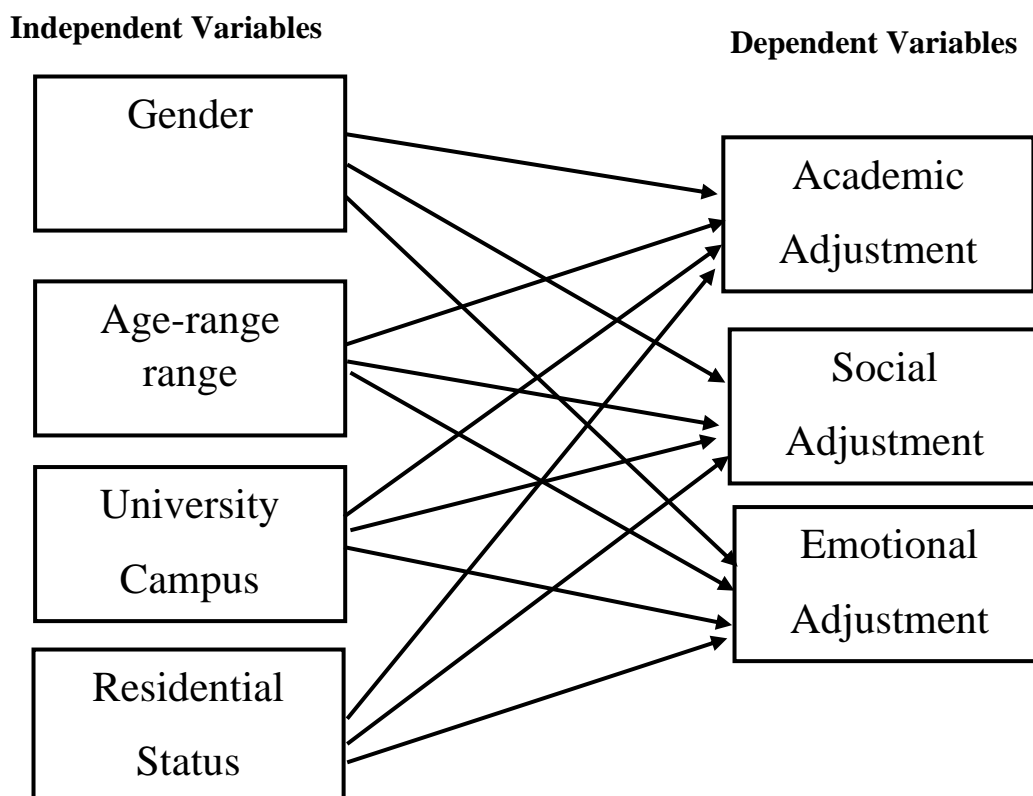 Independent Variables
Gender
Age-range
range
University
Campus
Residential
Status
Dependent Variables
Academic
Adjustment
Social
Adjustment
Emotional
Adjustment